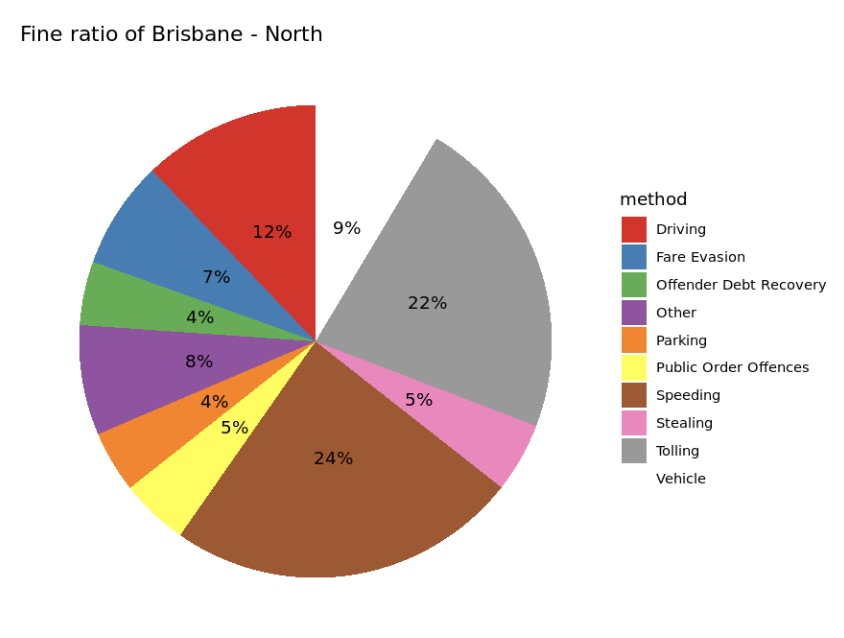 Fine ratio of Brisbane - North
12%
9%
7%
22%
4%
8%
4%
5%
5%
24%
method
Driving
Fare Evasion
Offender Debt Recovery
Other
Parking
Public Order Offences
Speeding
Stealing
Tolling
Vehicle